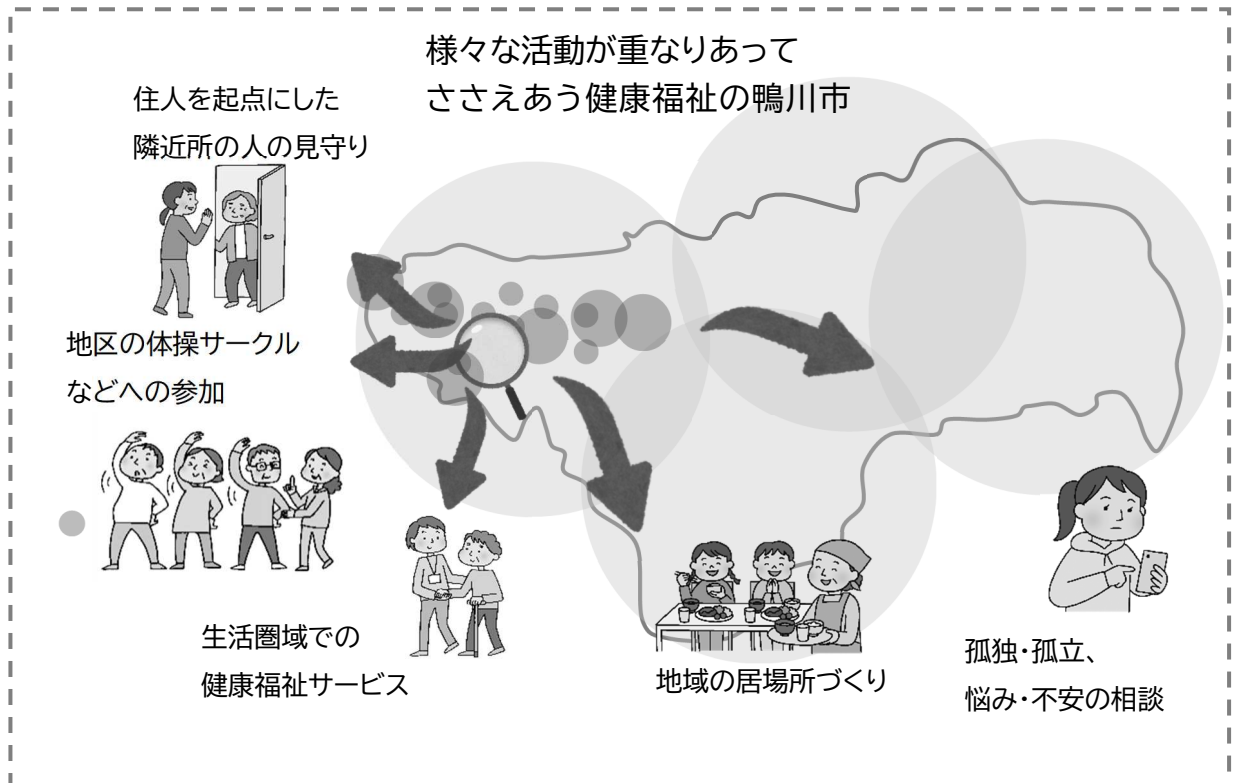 様々な活動が重なりあって
ささえあう健康福祉の鴨川市
住人を起点にした
隣近所の人の見守り
地区の体操サークル
などへの参加
生活圏域での
健康福祉サービス
地域の居場所づくり
孤独・孤立、
悩み・不安の相談